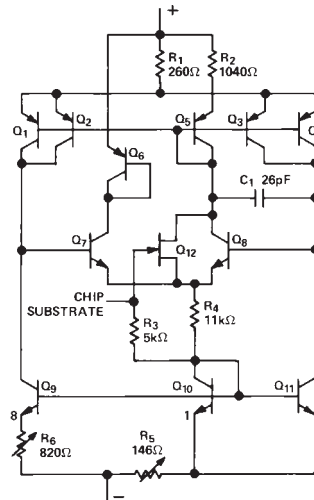 +
R1
260Ω
R2
1040Ω
Q1
Q2
Q5
Q3
Q
Q6
C1 26pF
Q7
Q12
Q8
CHIP
SUBSTRATE
R4
11kΩ
R3
5kΩ
Q9
Q10
Q11
8
1
R6
820Ω
R5
146Ω
−